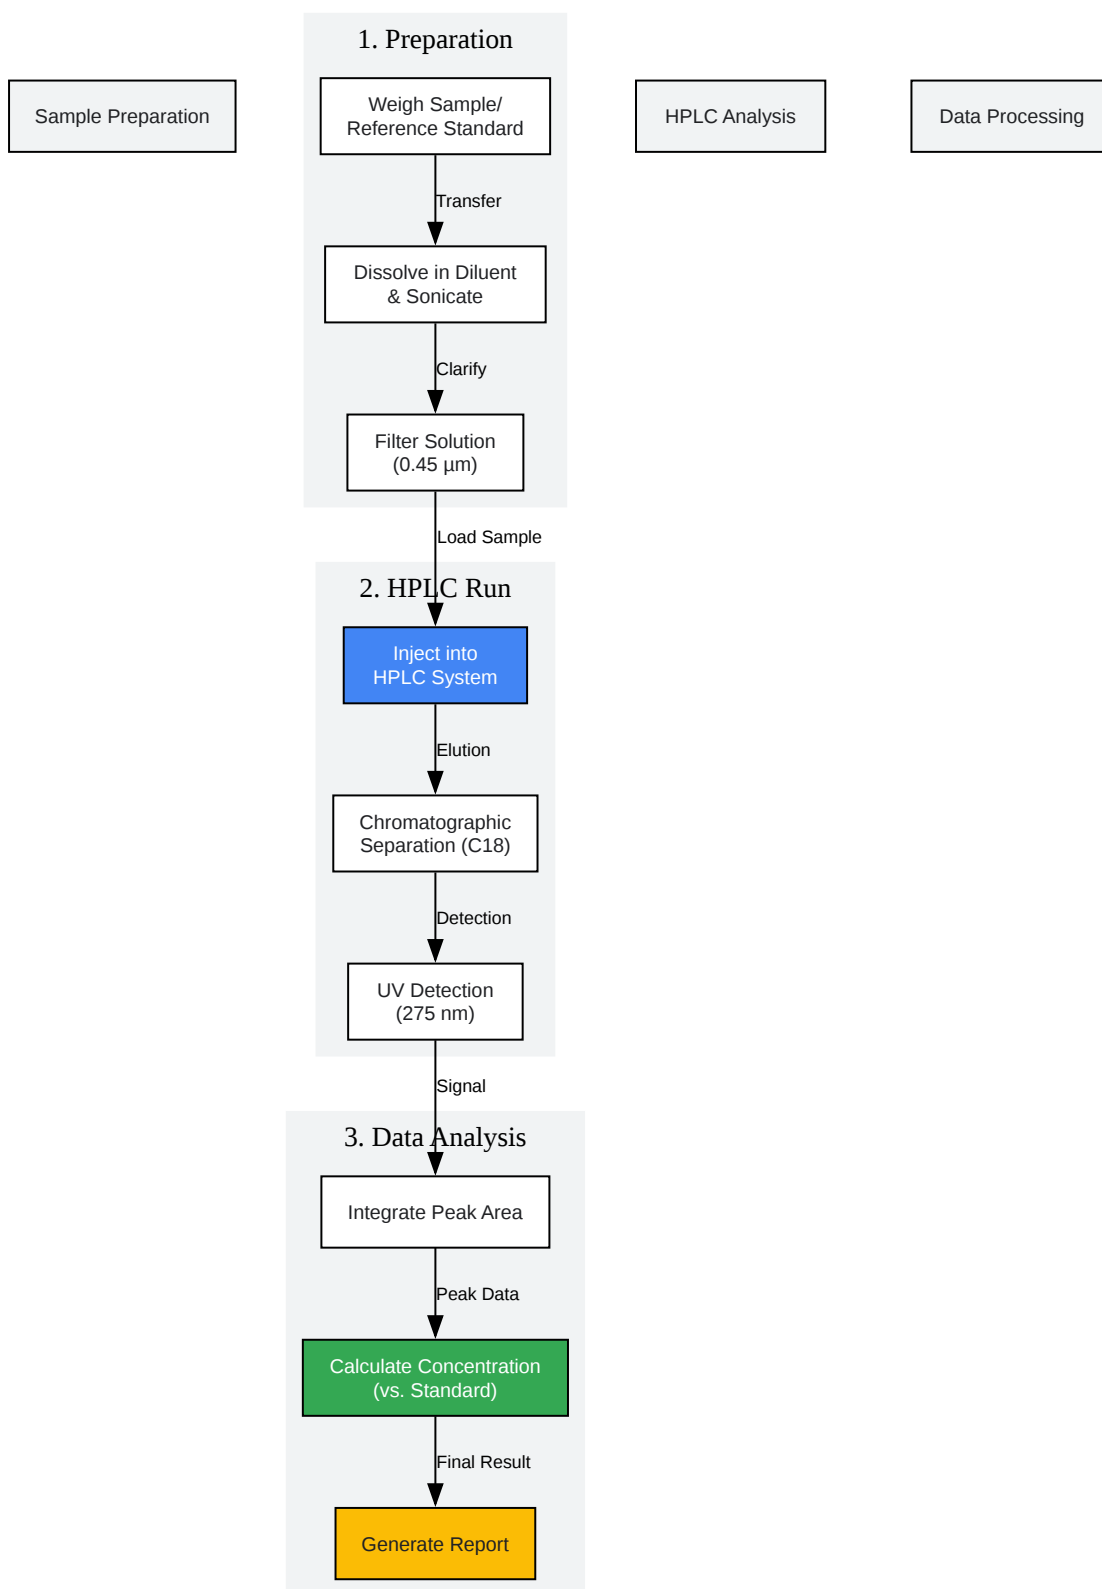 1. Preparation
Sample Preparation
Weigh Sample/
Reference Standard
HPLC Analysis
Data Processing
Transfer
Dissolve in Diluent
& Sonicate
Clarify
Filter Solution
(0.45 µm)
Load Sample
2. HPLC Run
Inject into
HPLC System
Elution
Chromatographic
Separation (C18)
Detection
UV Detection
(275 nm)
Signal
3. Data Analysis
Integrate Peak Area
Peak Data
Calculate Concentration
(vs. Standard)
Final Result
Generate Report